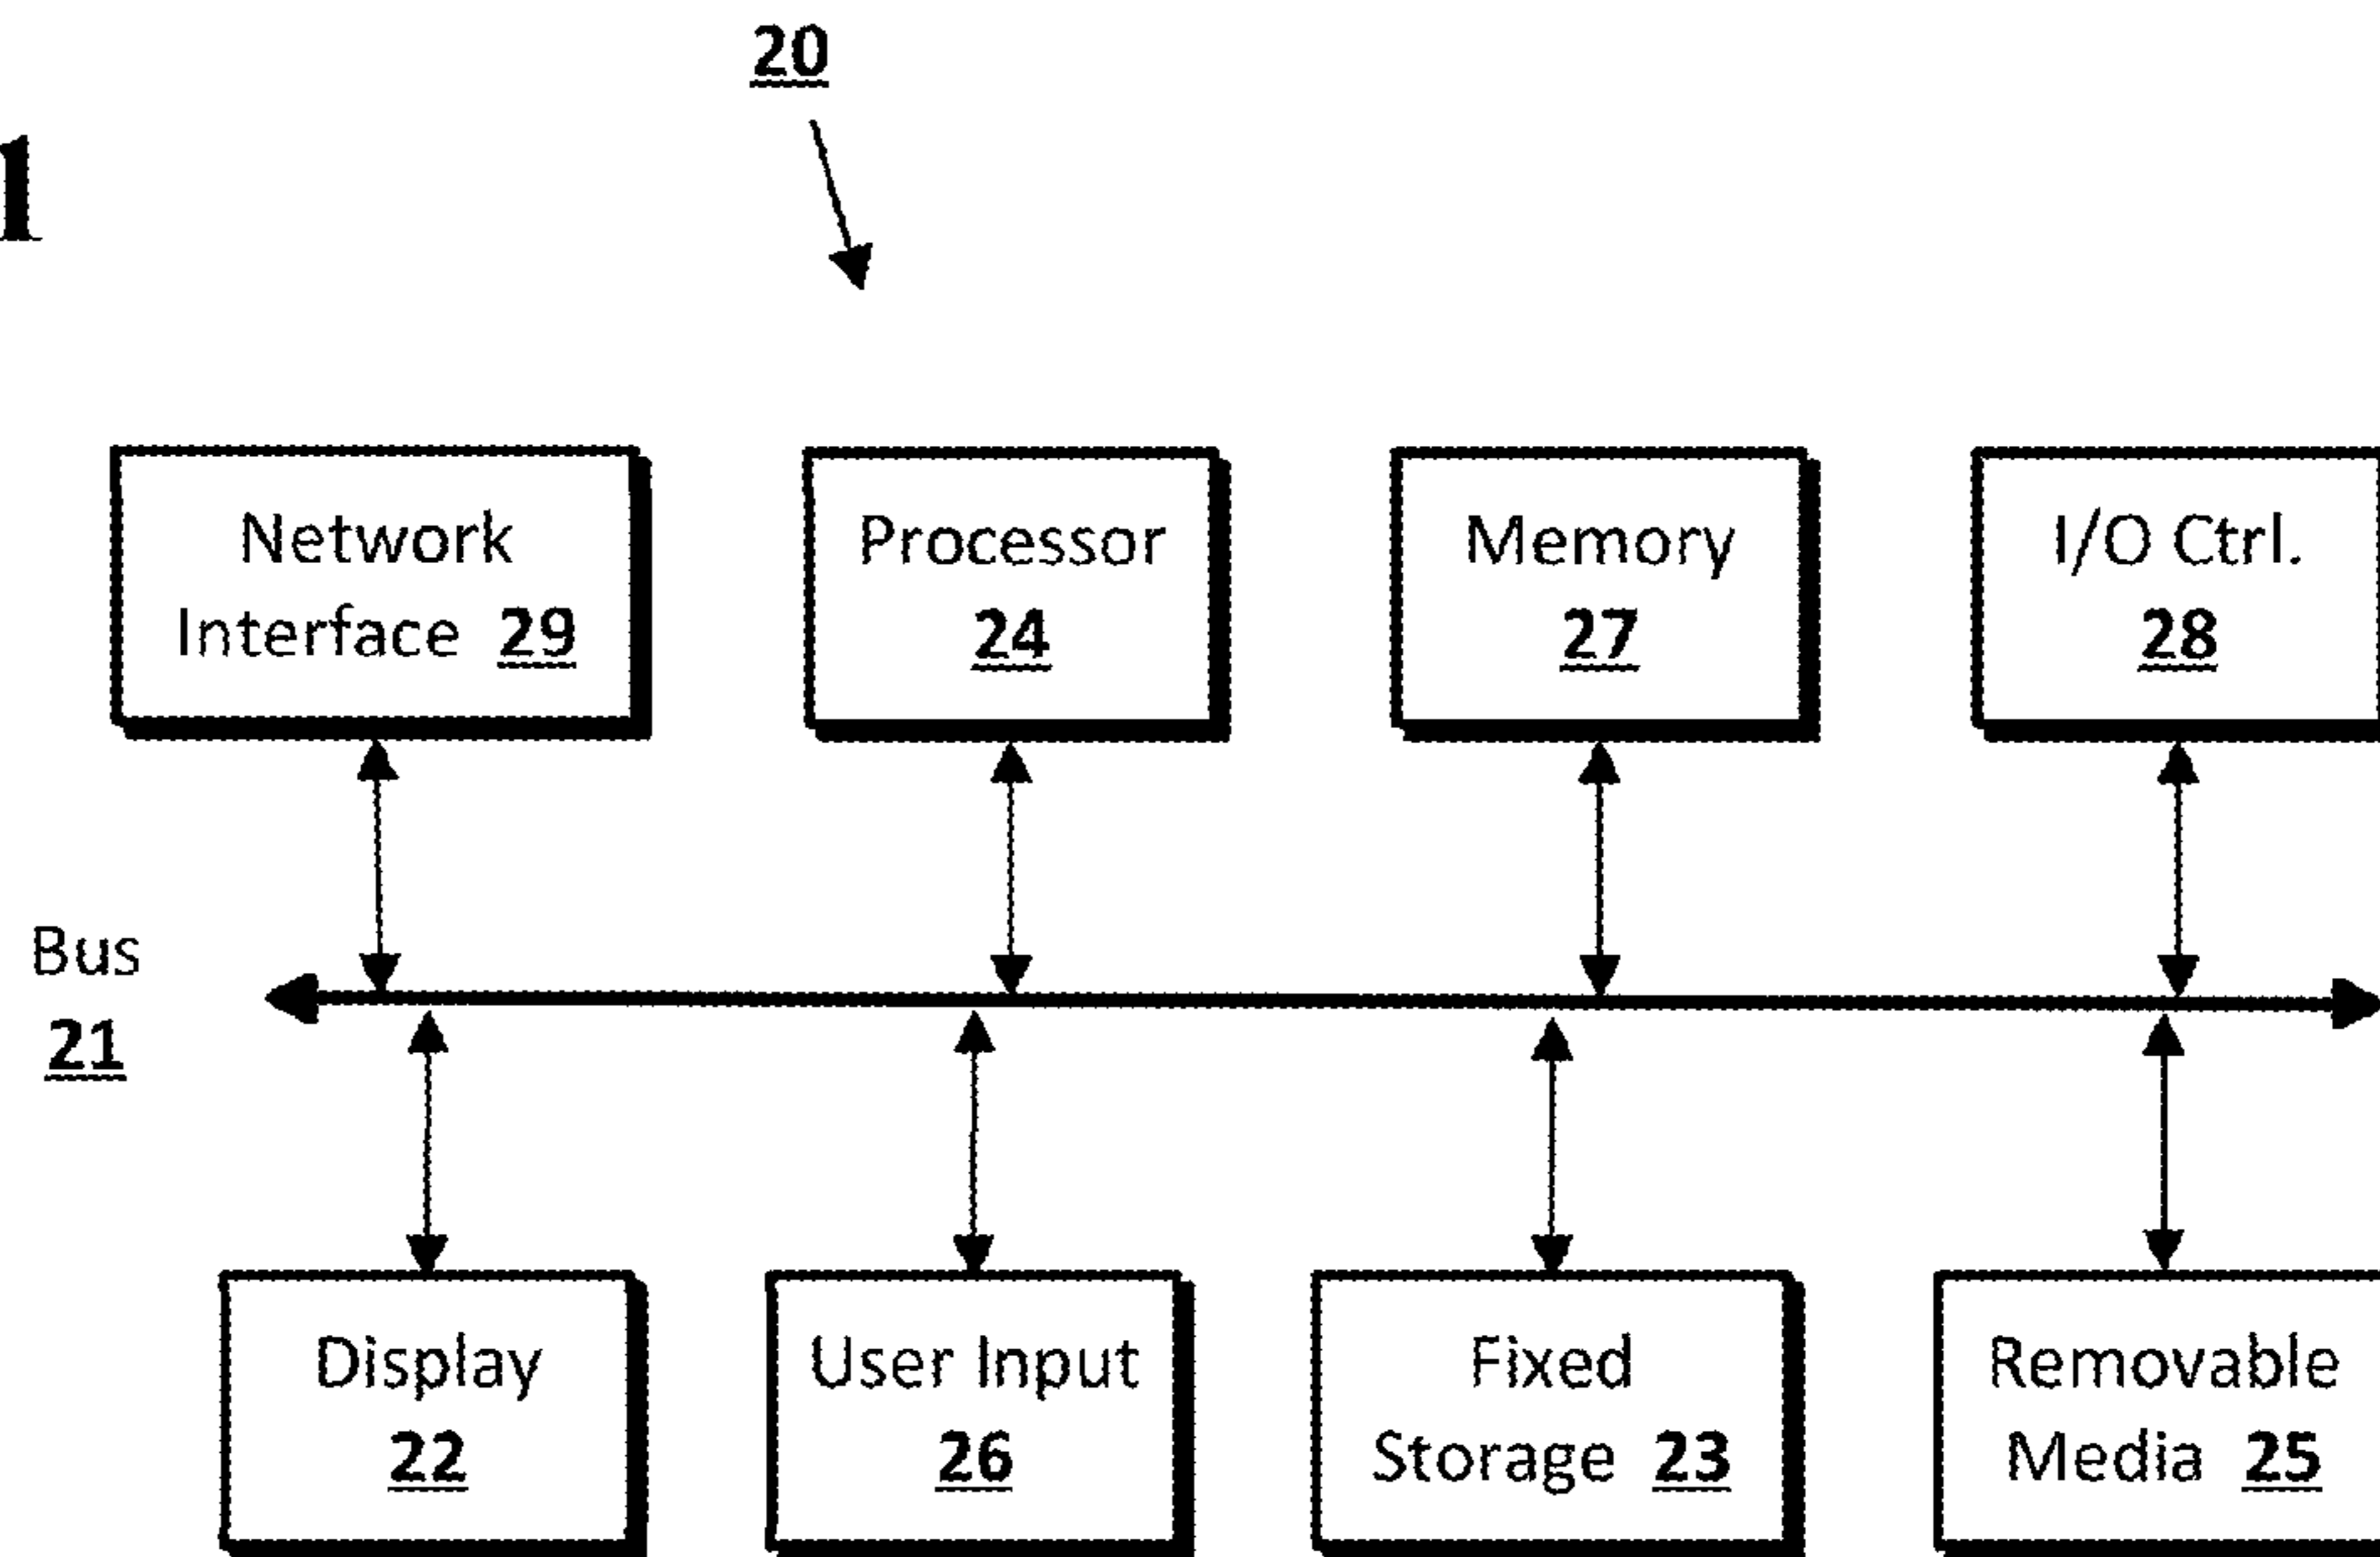 20
1
Network
Interface 29
Processor
24
Memory
27
I/O Ctrl.
28
Bus
21
Display
22
User Input
26
Fixed
Storage 23
Removable
Media 25